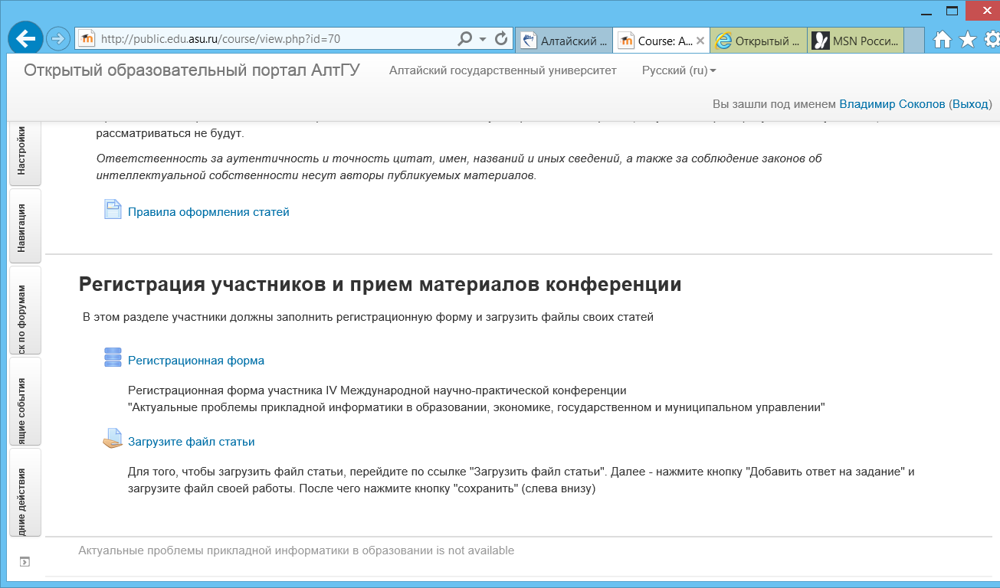 http://public.edu.asu.ru/course/view.php?id=70
Алтайский ...
Course: A...
Открытый ...
MSN Росси...
Открытый образовательный портал АлтГУ
Алтайский государственный университет
Русский (ru)
Вы зашли под именем Владимир Соколов (Выход)
рассматриваться не будут.
Ответственность за аутентичность и точность цитат, имен, названий и иных сведений, а также за соблюдение законов об
интеллектуальной собственности несут авторы публикуемых материалов.
Правила оформления статей
Настройки
Навигация
ск по форумам
ящие события
дние действия
Регистрация участников и прием материалов конференции
В этом разделе участники должны заполнить регистрационную форму и загрузить файлы своих статей
Регистрационная форма
Регистрационная форма участника IV Международной научно-практической конференции
"Актуальные проблемы прикладной информатики в образовании, экономике, государственном и муниципальном управлении"
Загрузите файл статьи
Для того, чтобы загрузить файл статьи, перейдите по ссылке "Загрузить файл статьи". Далее - нажмите кнопку "Добавить ответ на задание" и
загрузите файл своей работы. После чего нажмите кнопку "сохранить" (слева внизу)
Актуальные проблемы прикладной информатики в образовании is not available